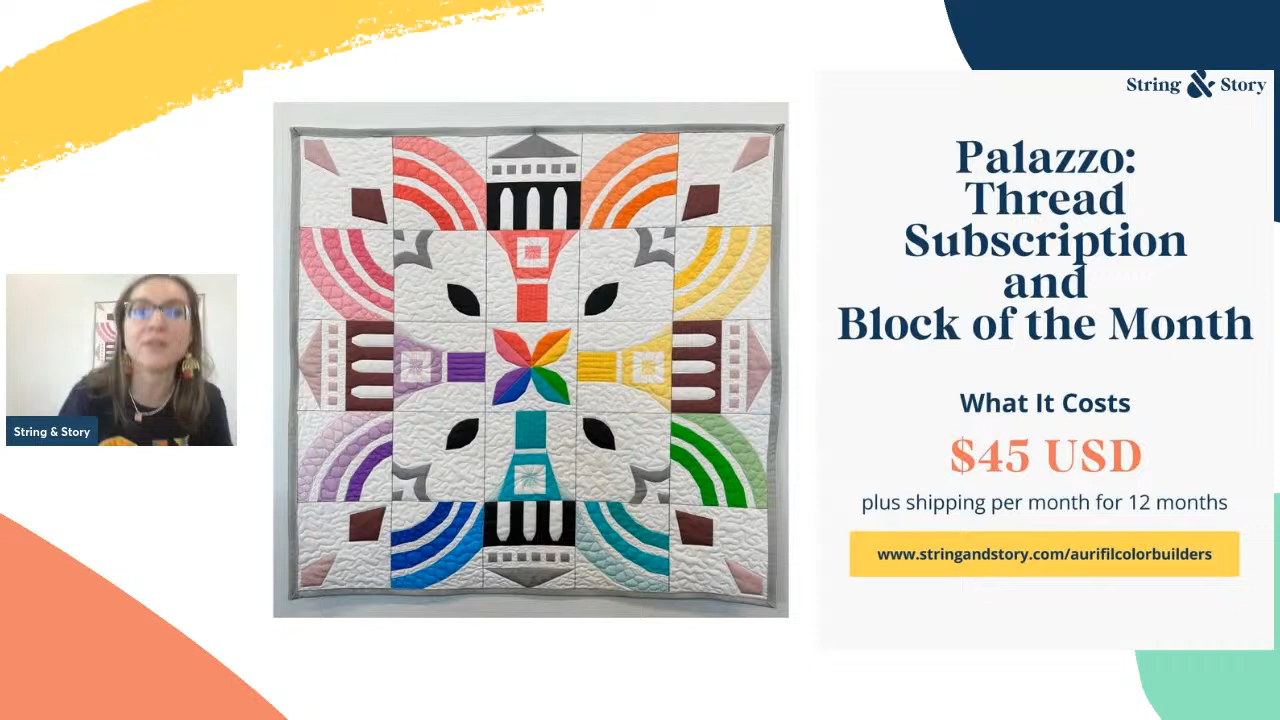 String & Story
Palazzo:
Thread
Subscription
and
Block of the Month
What It Costs
$45 USD
plus shipping per month for 12 months
www.stringandstory.com/aurifilcolorbuilders
String & Story